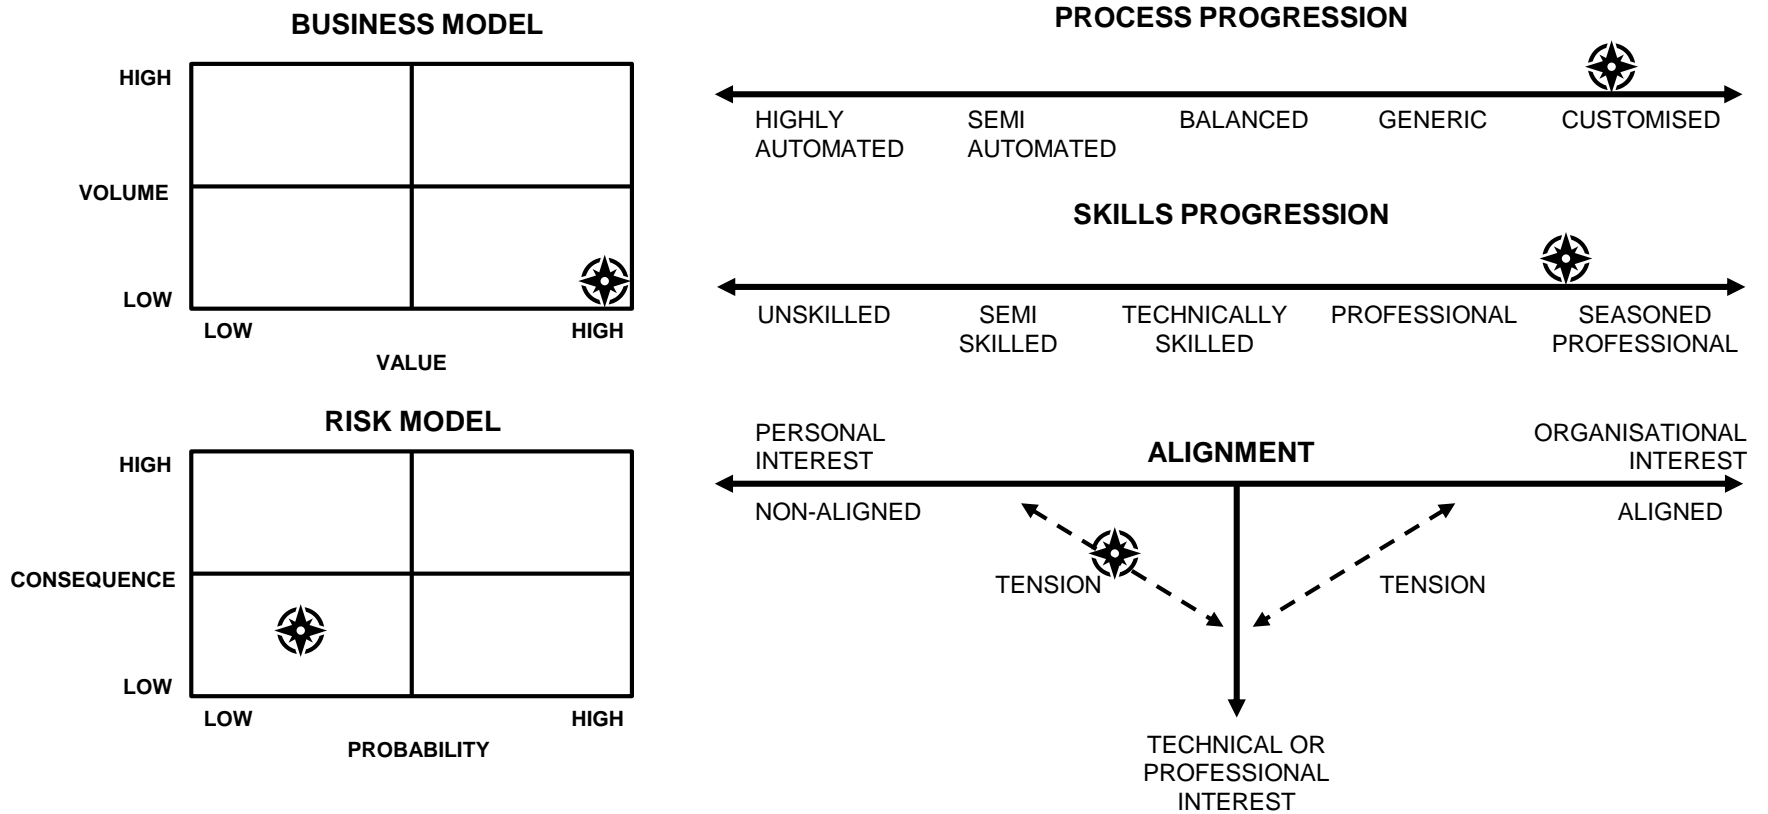 BUSINESS MODEL
HIGH
VOLUME
LOW
LOW
HIGH
VALUE
RISK MODEL
HIGH
CONSEQUENCE
LOW
LOW
HIGH
PROBABILITY
PROCESS PROGRESSION
HIGHLY
AUTOMATED
SEMI
AUTOMATED
BALANCED
GENERIC
CUSTOMISED
SKILLS PROGRESSION
UNSKILLED
SEMI
SKILLED
TECHNICALLY
SKILLED
PROFESSIONAL
SEASONED
PROFESSIONAL
PERSONAL
INTEREST
ALIGNMENT
ORGANISATIONAL
INTEREST
NON-ALIGNED
ALIGNED
TENSION
TENSION
TECHNICAL OR
PROFESSIONAL
INTEREST